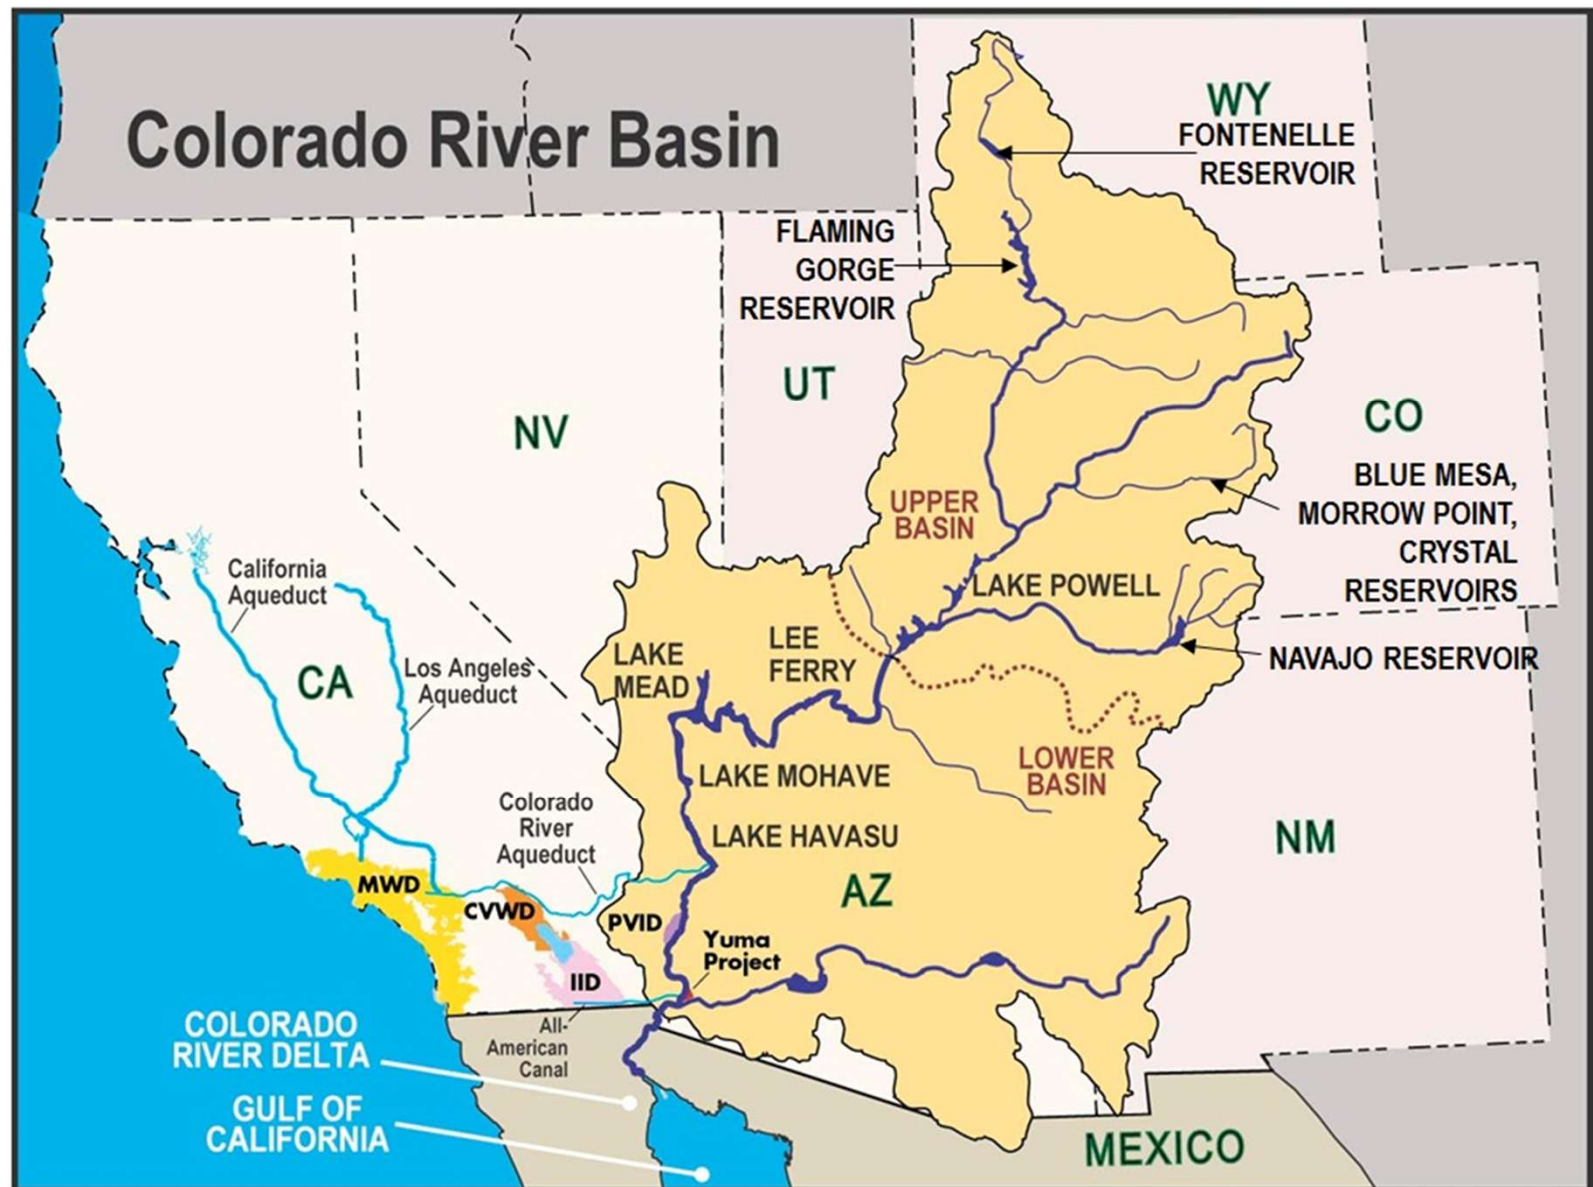 Colorado River Basin
WY
FONTENELLE
RESERVOIR
FLAMING
GORGE
RESERVOIR
UT
NV
CO
BLUE MESA,
MORROW POINT,
CRYSTAL
RESERVOIRS
UPPER
BASIN
California
Aqueduct
LAKE POWELL
LEE
FERRY
LAKE
MEAD
NAVAJO RESERVOIR
CA
Los Angeles
Aqueduct
LOWER
BASIN
LAKE MOHAVE
LAKE HAVASU
Colorado
River
Aqueduct
NM
AZ
MWD
CVWD
PVID
Yuma
Project
IID
All-
American
Canal
COLORADO
RIVER DELTA
GULF OF
CALIFORNIA
MEXICO